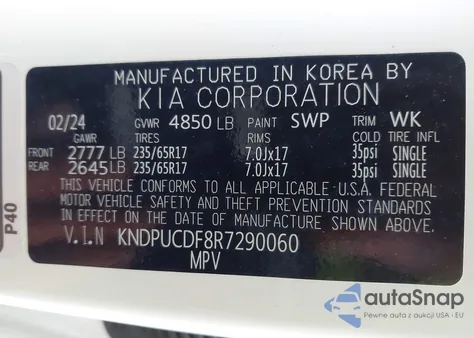 MANUFACTURED IN KOREA BY
KIA CORPORATION
02/24 GVWR 4850 LB PAINT SWP TRIM WK
GAWR TIRES RIMS COLD TIRE INFL
FRONT 2777 LB 235/65R17 7.0Jx17 35psi SINGLE
REAR 2645 LB 235/65R17 7.0Jx17 35psi SINGLE
THIS VEHICLE CONFORMS TO ALL APPLICABLE U.S.A. FEDERAL
MOTOR VEHICLE SAFETY AND THEFT PREVENTION STANDARDS
IN EFFECT ON THE DATE OF MANUFACTURE SHOWN ABOVE.
V.I.N KNDPUCDF8R7290060
MPV
P40
autoSnap
Pewne auta z aukcji USA • EU